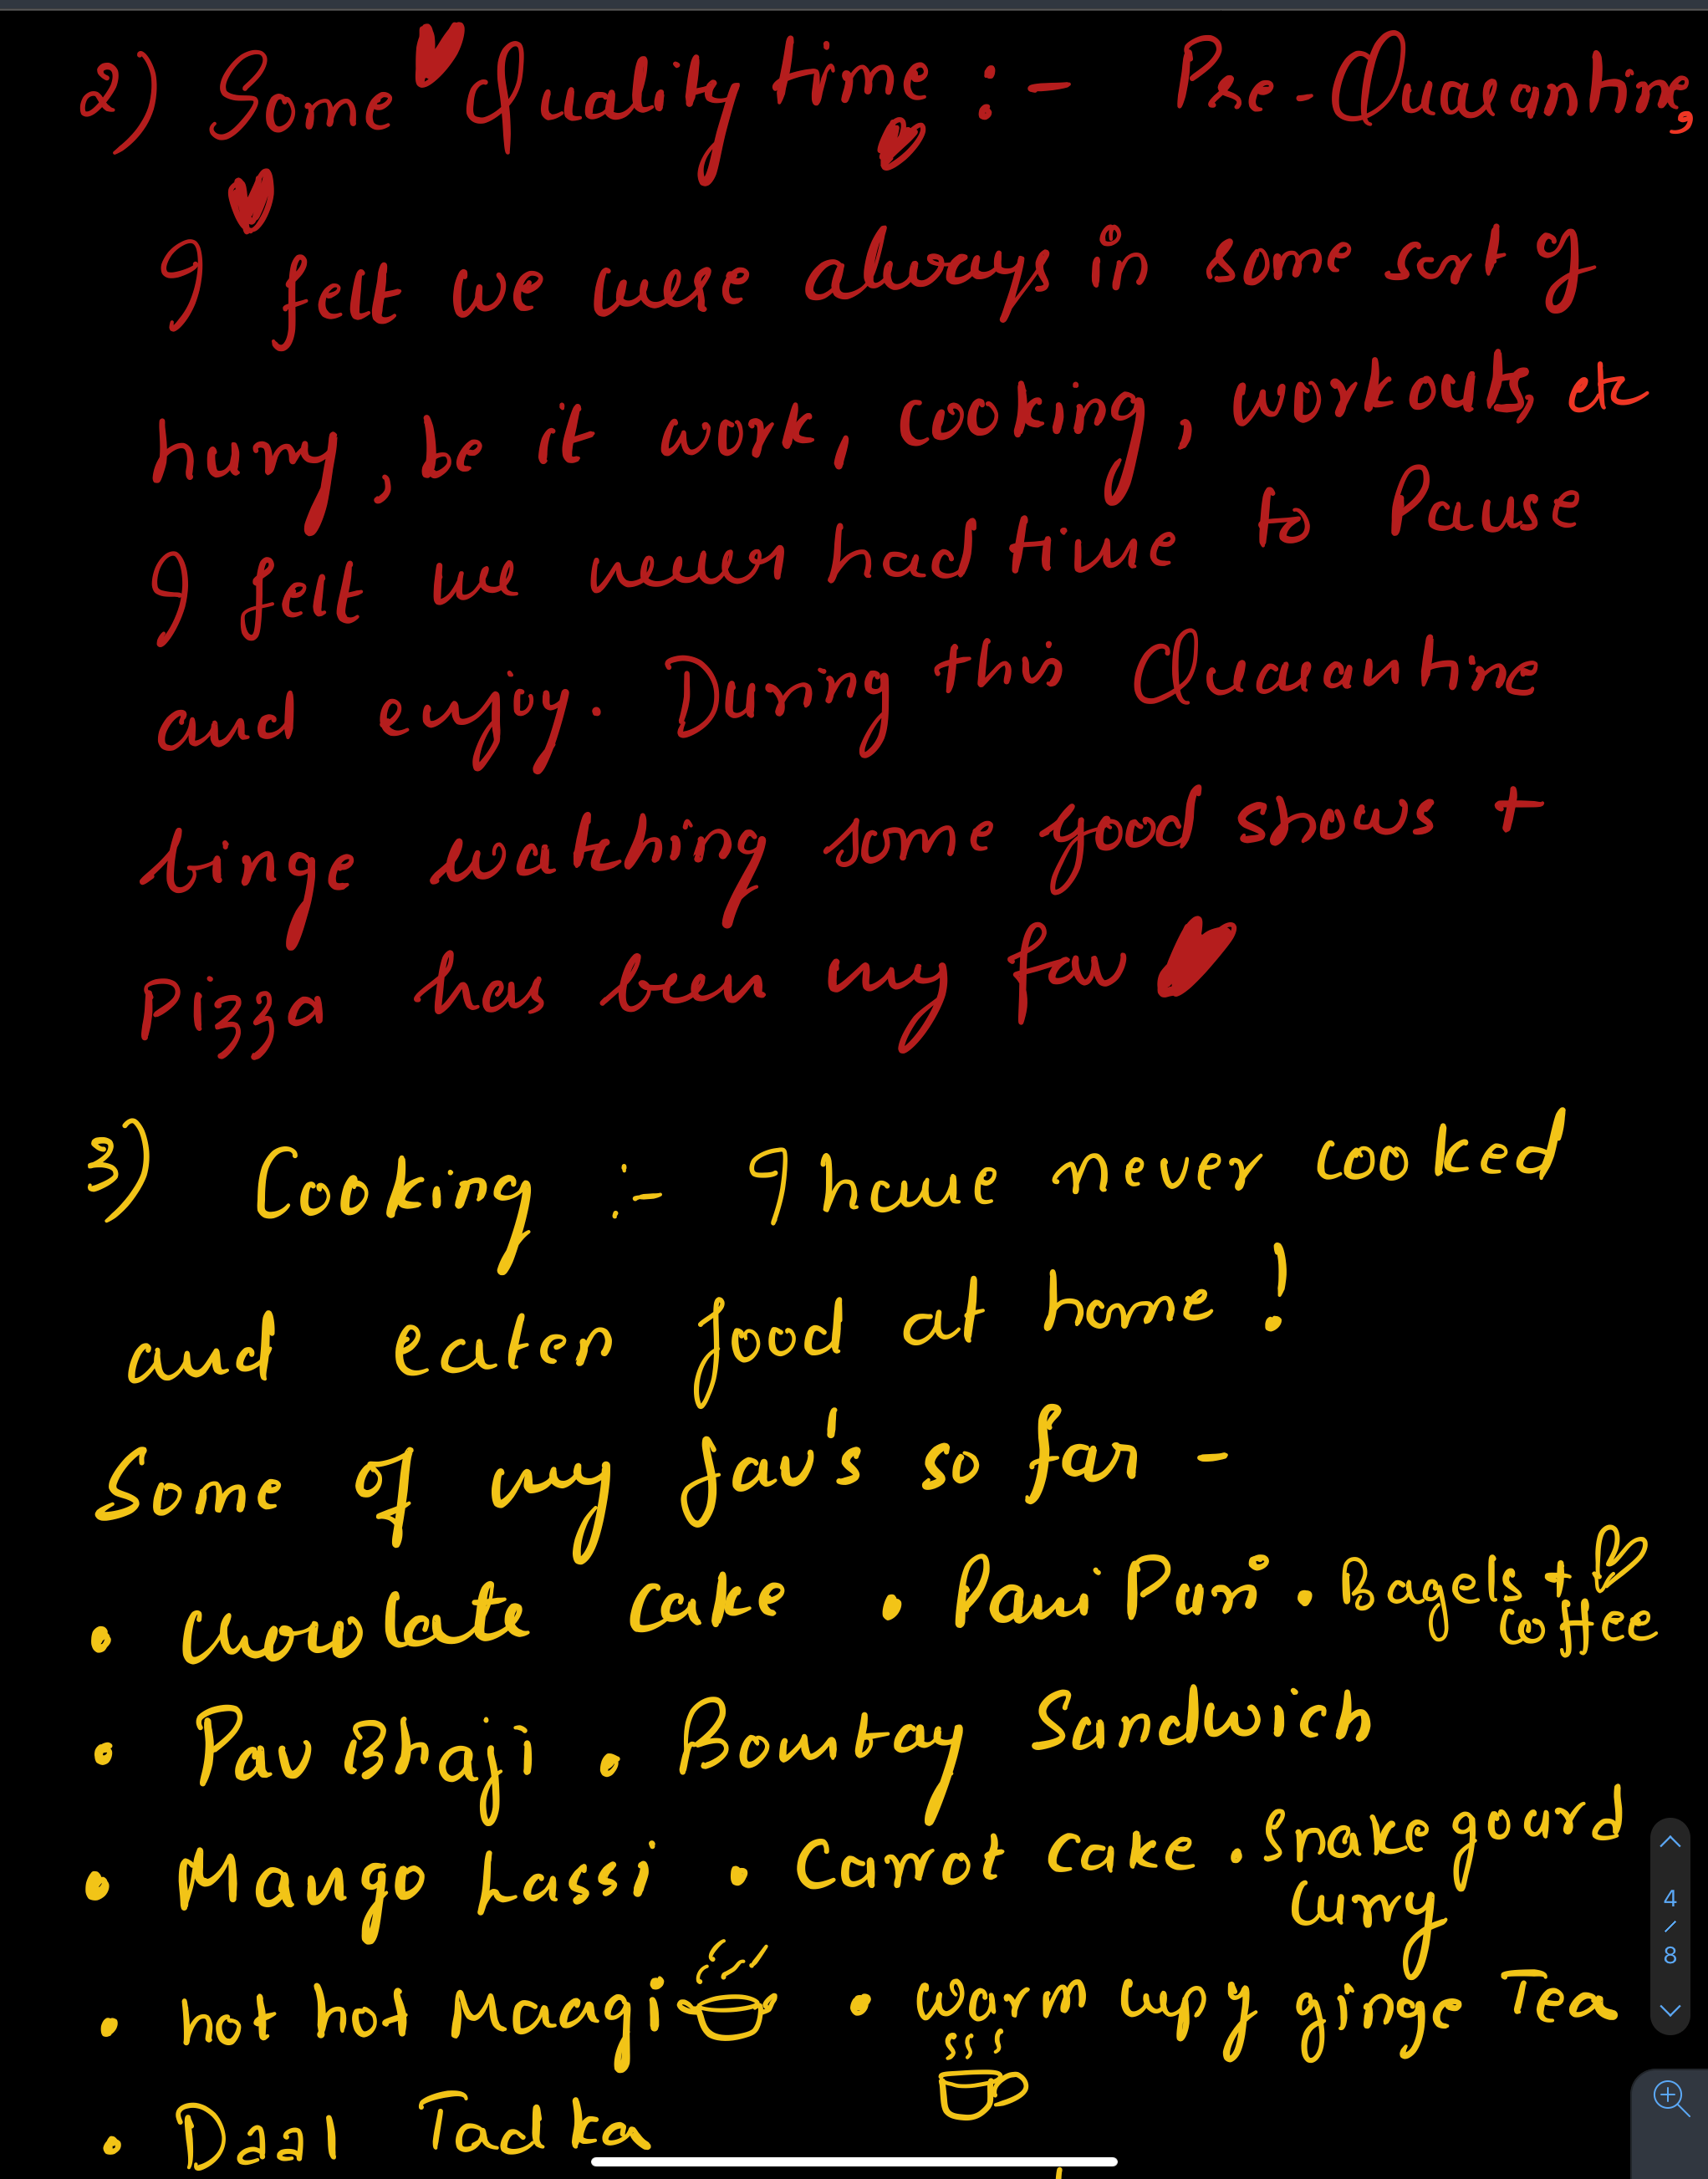 2) Some Quality time :- Pre-Quarantine,
I felt we were always in some sort of
hurry, be it work, cooking, workouts, etc
I felt we never had time to Pause
and enjoy. During this Quarantine
binge watching some good shows +
Pizza has been my fav
3) Cooking :- I have never cooked
and eaten food at home!
Some of my fav's so far -
• Chocolate cake • Pani Puri • Bagels + coffee
• Pav Bhaji • Bombay Sandwich
• Mango Lassi • Carrot cake • Snake gourd curry
• hot hot Maagi • warm cupy ginge Tea
• Daal Tadka
4
/
8